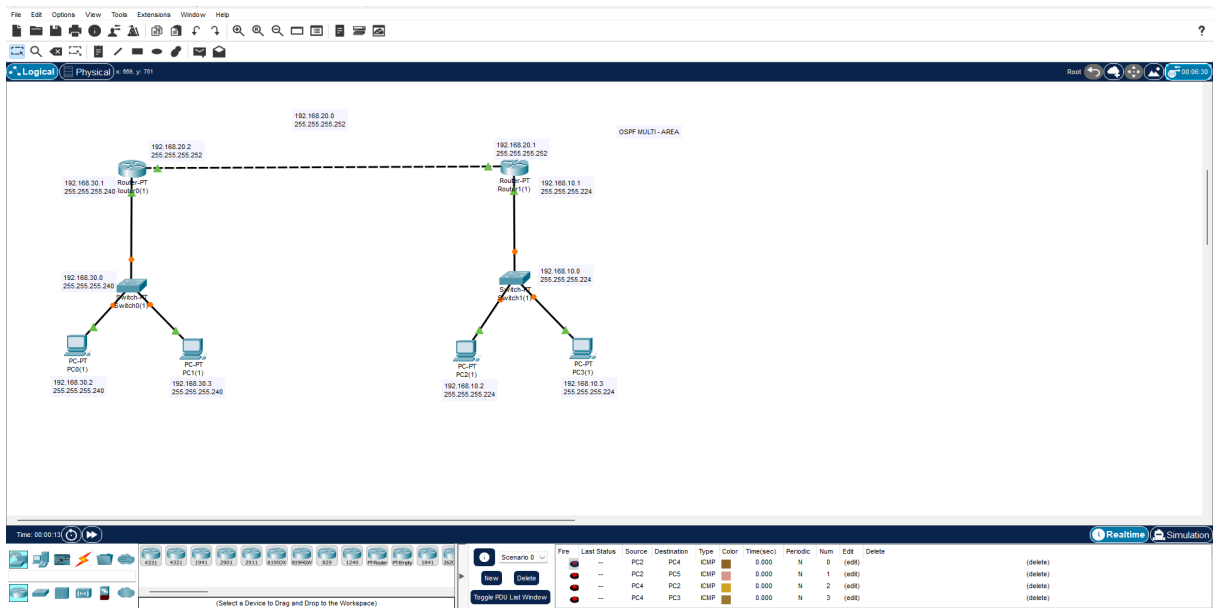 File Edit Options View Tools Extensions Window Help
?
Logical Physical x: 669, y: 751 Root 00:06:30
192.168.20.0
255.255.255.252
OSPF MULTI - AREA
192.168.20.2
255.255.255.252
192.168.20.1
255.255.255.252
192.168.30.1
255.255.255.240
Router-PT
Router-PT
Router1(1)
192.168.10.1
255.255.255.224
192.168.30.0
255.255.255.240
Switch-PT
Switch0(1)
192.168.10.0
255.255.255.224
Switch-PT
Switch1(1)
PC-PT
PC0(1)
PC-PT
PC1(1)
PC-PT
PC2(1)
PC-PT
PC3(1)
192.168.30.2
255.255.255.240
192.168.30.3
255.255.255.240
192.168.10.2
255.255.255.224
192.168.10.3
255.255.255.224
Time: 00:00:13 Realtime Simulation
4331 4321 1941 2901 2911 819IOX 819HGW 829 1240 PT-Router PT-Empty 1841
(Select a Device to Drag and Drop to the Workspace)
Scenario 0
New Delete
Toggle PDU List Window
Fire Last Status Source Destination Type Color Time(sec) Periodic Num Edit Delete
-- PC2 PC4 ICMP 0.000 N 0 (edit) (delete)
-- PC2 PC5 ICMP 0.000 N 1 (edit) (delete)
-- PC4 PC2 ICMP 0.000 N 2 (edit) (delete)
-- PC4 PC3 ICMP 0.000 N 3 (edit) (delete)